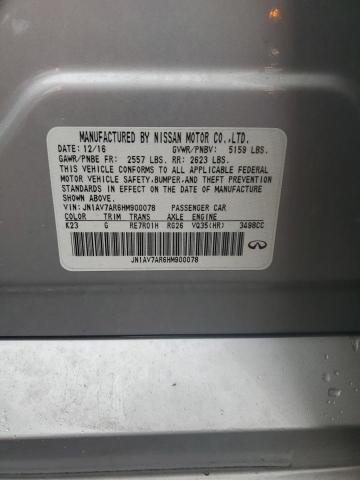 MANUFACTURED BY NISSAN MOTOR CO.,LTD.
DATE: 12/16 GVWR/PNBV: 5159 LBS.
GAWR/PNBE FR: 2557 LBS. RR: 2623 LBS.
THIS VEHICLE CONFORMS TO ALL APPLICABLE FEDERAL
MOTOR VEHICLE SAFETY,BUMPER,AND THEFT PREVENTION
STANDARDS IN EFFECT ON THE DATE OF MANUFACTURE
SHOWN ABOVE.
VIN: JN1AV7AR6HM900078 PASSENGER CAR
COLOR TRIM TRANS AXLE ENGINE
K23 G RE7R01H RG26 VQ35(HR) 3498CC
JN1AV7AR6HM900078